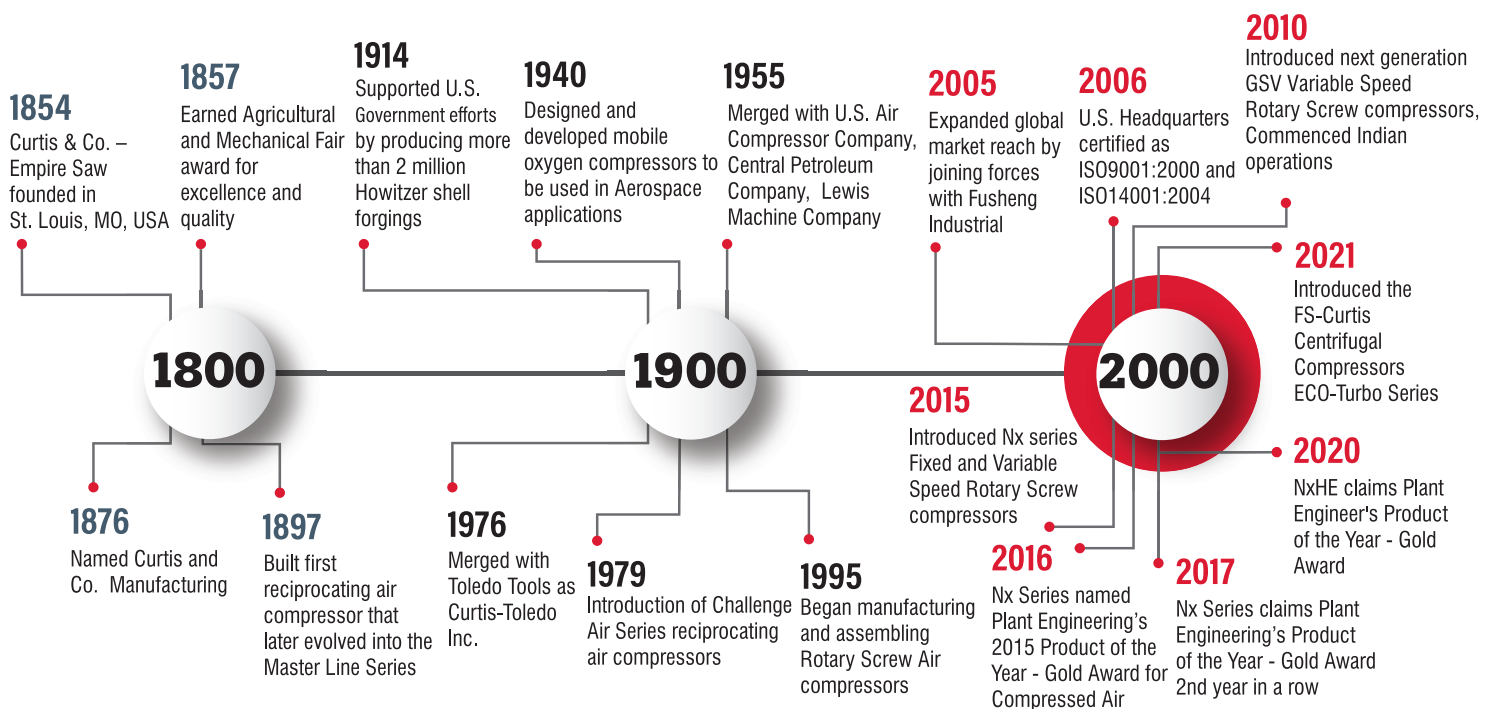 1854
Curtis & Co. –
Empire Saw
founded in
St. Louis, MO, USA
1857
Earned Agricultural
and Mechanical Fair
award for
excellence and
quality
1914
Supported U.S.
Government efforts
by producing more
than 2 million
Howitzer shell
forgings
1940
Designed and
developed mobile
oxygen compressors to
be used in Aerospace
applications
1955
Merged with U.S. Air
Compressor Company,
Central Petroleum
Company, Lewis
Machine Company
2005
Expanded global
market reach by
joining forces
with Fusheng
Industrial
2006
U.S. Headquarters
certified as
ISO9001:2000 and
ISO14001:2004
2010
Introduced next generation
GSV Variable Speed
Rotary Screw compressors,
Commenced Indian
operations
2021
Introduced the
FS-Curtis
Centrifugal
Compressors
ECO-Turbo Series
1800
1900
2000
1876
Named Curtis and
Co. Manufacturing
1897
Built first
reciprocating air
compressor that
later evolved into the
Master Line Series
1976
Merged with
Toledo Tools as
Curtis-Toledo
Inc.
1979
Introduction of Challenge
Air Series reciprocating
air compressors
1995
Began manufacturing
and assembling
Rotary Screw Air
compressors
2015
Introduced Nx series
Fixed and Variable
Speed Rotary Screw
compressors
2016
Nx Series named
Plant Engineering's
2015 Product of the
Year - Gold Award for
Compressed Air
2017
Nx Series claims Plant
Engineering's Product
of the Year - Gold Award
2nd year in a row
2020
NxHE claims Plant
Engineer's Product
of the Year - Gold
Award